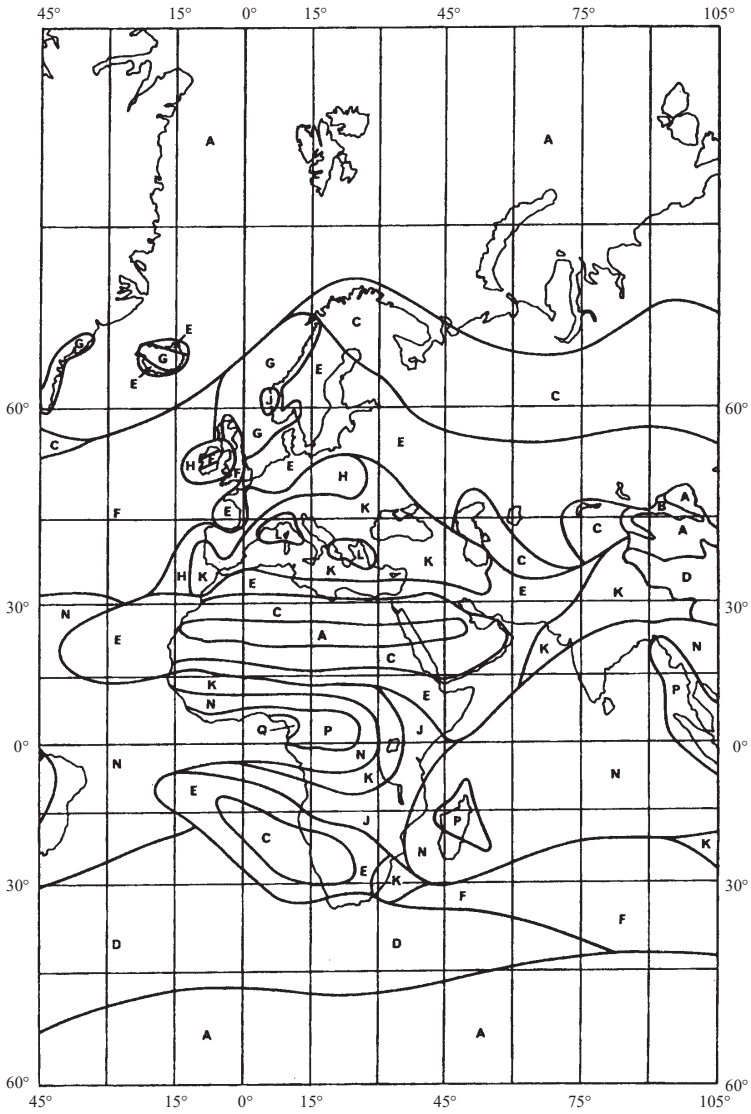 45° 15° 0° 15° 45° 75° 105°
A A
E C
G G
G E
E J
60° C 60°
C G E
H E E H
F
F E K B A
C A
L L K C
H K K E D
30° K 30°
N E C E
A N
C K
K E P
N
Q P J
0° N 0°
N K N
E
J P
C
N K
E K
30° F 30°
F
D D
A A
60° 60°
45° 15° 0° 15° 45° 75° 105°